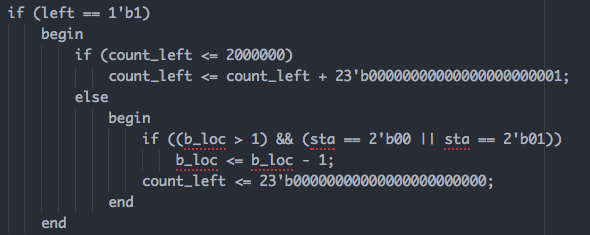 if (left == 1'b1)
begin
if (count_left <= 2000000)
count_left <= count_left + 23'b00000000000000000000001;
else
begin
if ((b_loc > 1) && (sta == 2'b00 || sta == 2'b01))
b_loc <= b_loc - 1;
count_left <= 23'b00000000000000000000000;
end
end